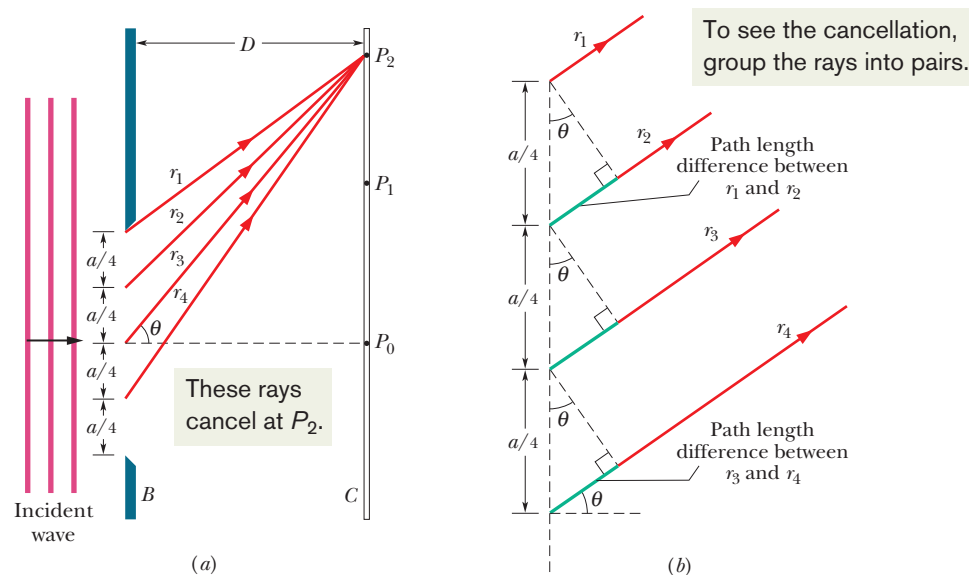 D
P2
r1
r2
r3
r4
P1
a/4
a/4
a/4
a/4
θ
P0
These rays
cancel at P2.
B
C
Incident
wave
(a)
To see the cancellation,
group the rays into pairs.
r1
θ
a/4
r2
Path length
difference between
r1 and r2
r3
θ
a/4
r4
θ
a/4
Path length
difference between
r3 and r4
θ
(b)